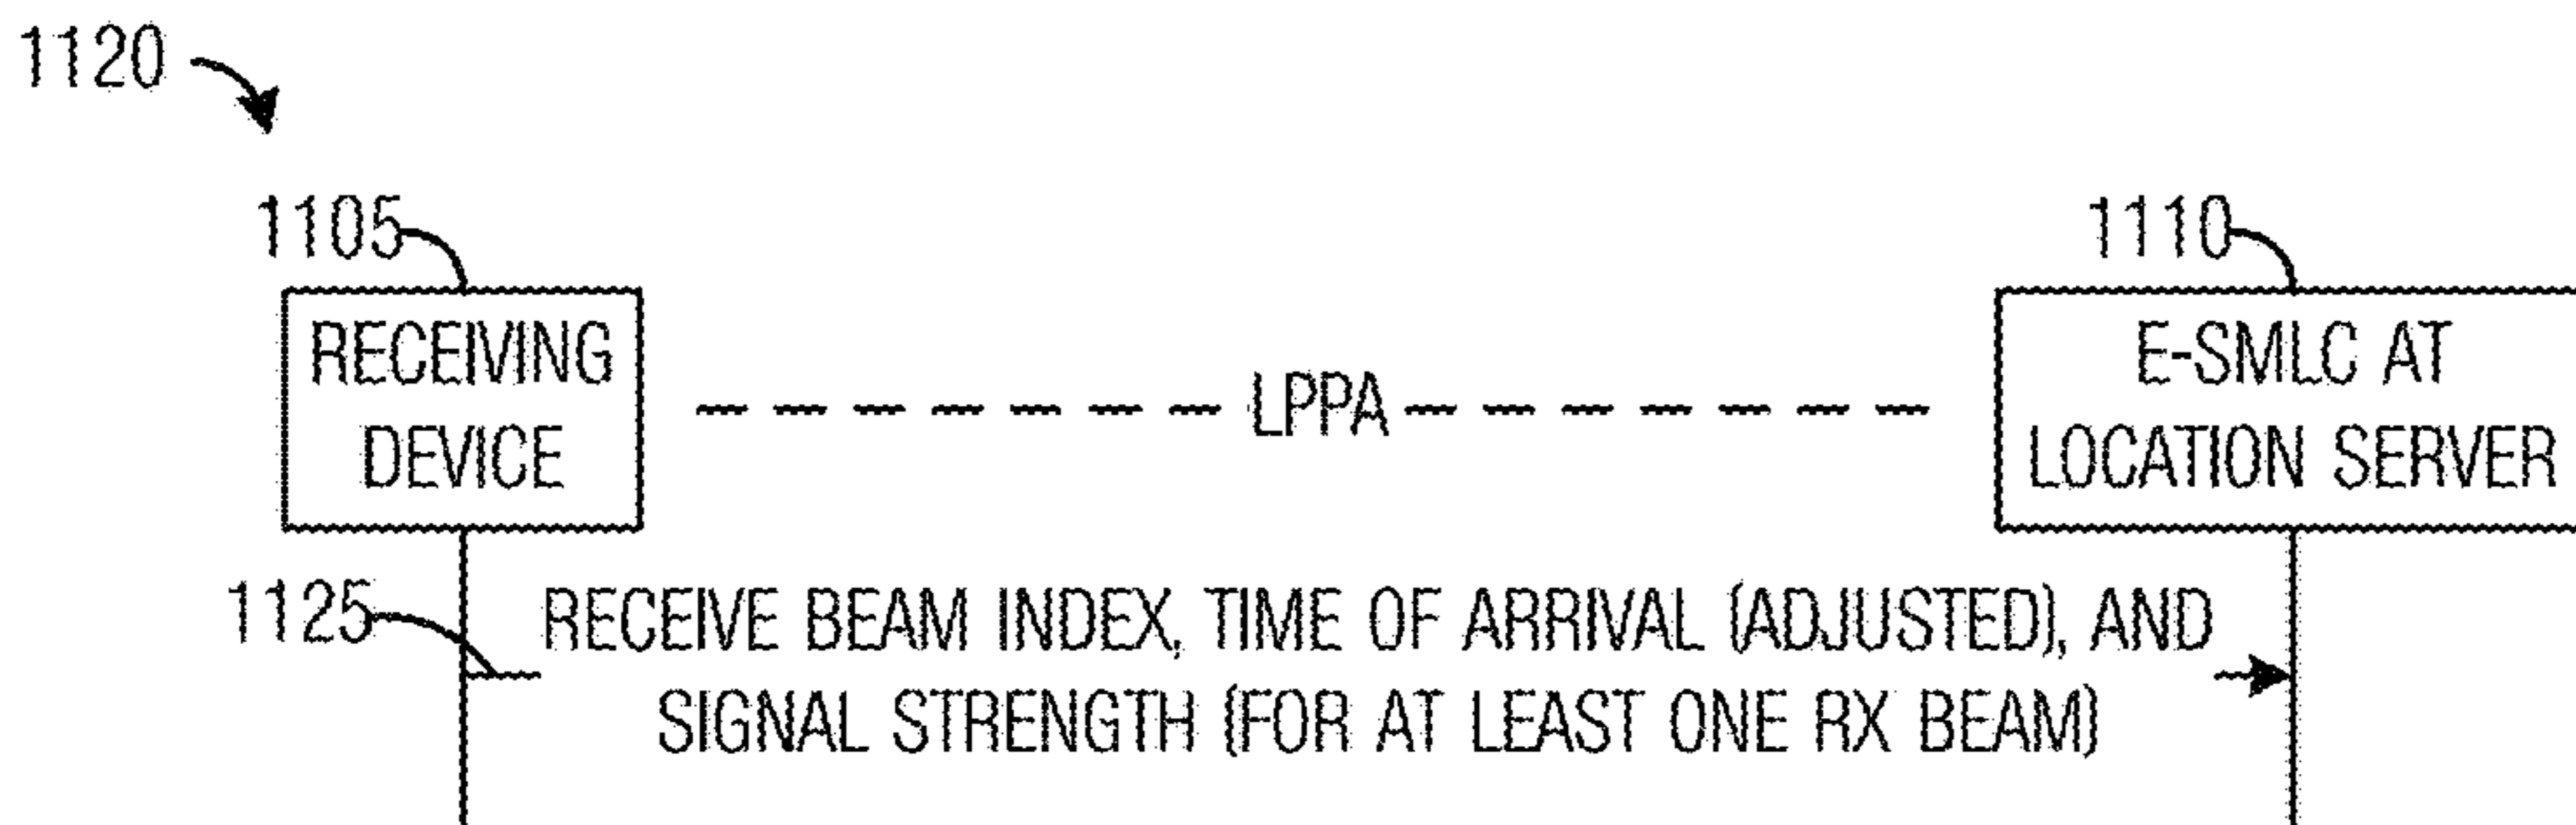 1120
1105
1110
RECEIVING
DEVICE
LPPA
E-SMLC AT
LOCATION SERVER
1125
RECEIVE BEAM INDEX, TIME OF ARRIVAL (ADJUSTED), AND
SIGNAL STRENGTH (FOR AT LEAST ONE RX BEAM)